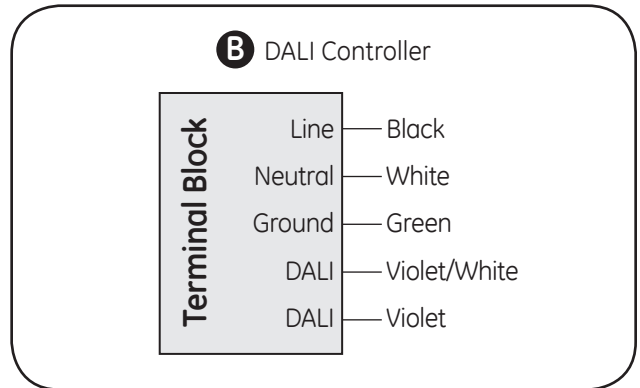 B DALI Controller
Terminal Block
Line Black
Neutral White
Ground Green
DALI Violet/White
DALI Violet